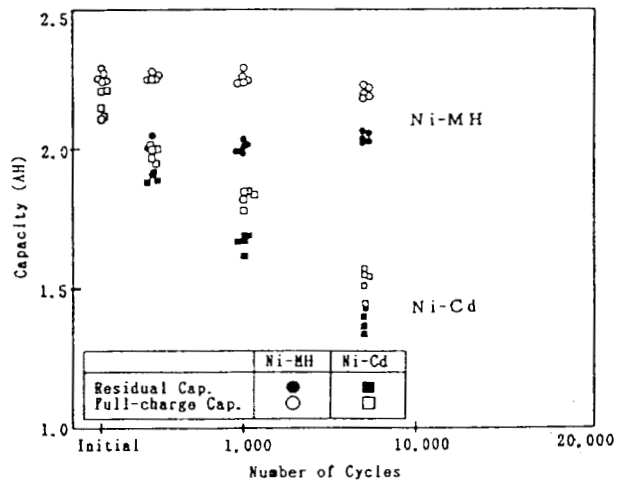 2.5
2.0
1.5
1.0
Capacity (AH)
Ni-MH
Ni-Cd
Ni-MH Ni-Cd
Residual Cap.
Full-charge Cap.
Initial 1,000 10,000 20,000
Number of Cycles